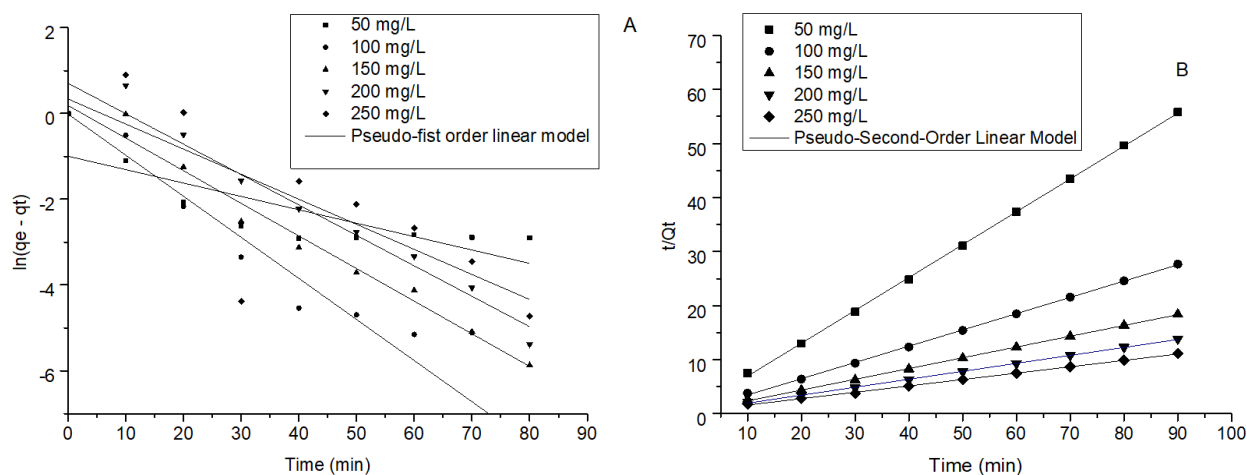 A
50 mg/L
100 mg/L
150 mg/L
200 mg/L
250 mg/L
Pseudo-fist order linear model
ln(qe - qt)
2
0
-2
-4
-6
0 10 20 30 40 50 60 70 80 90
Time (min)
B
50 mg/L
100 mg/L
150 mg/L
200 mg/L
250 mg/L
Pseudo-Second-Order Linear Model
t/Qt
70
60
50
40
30
20
10
0
10 20 30 40 50 60 70 80 90 100
Time (min)